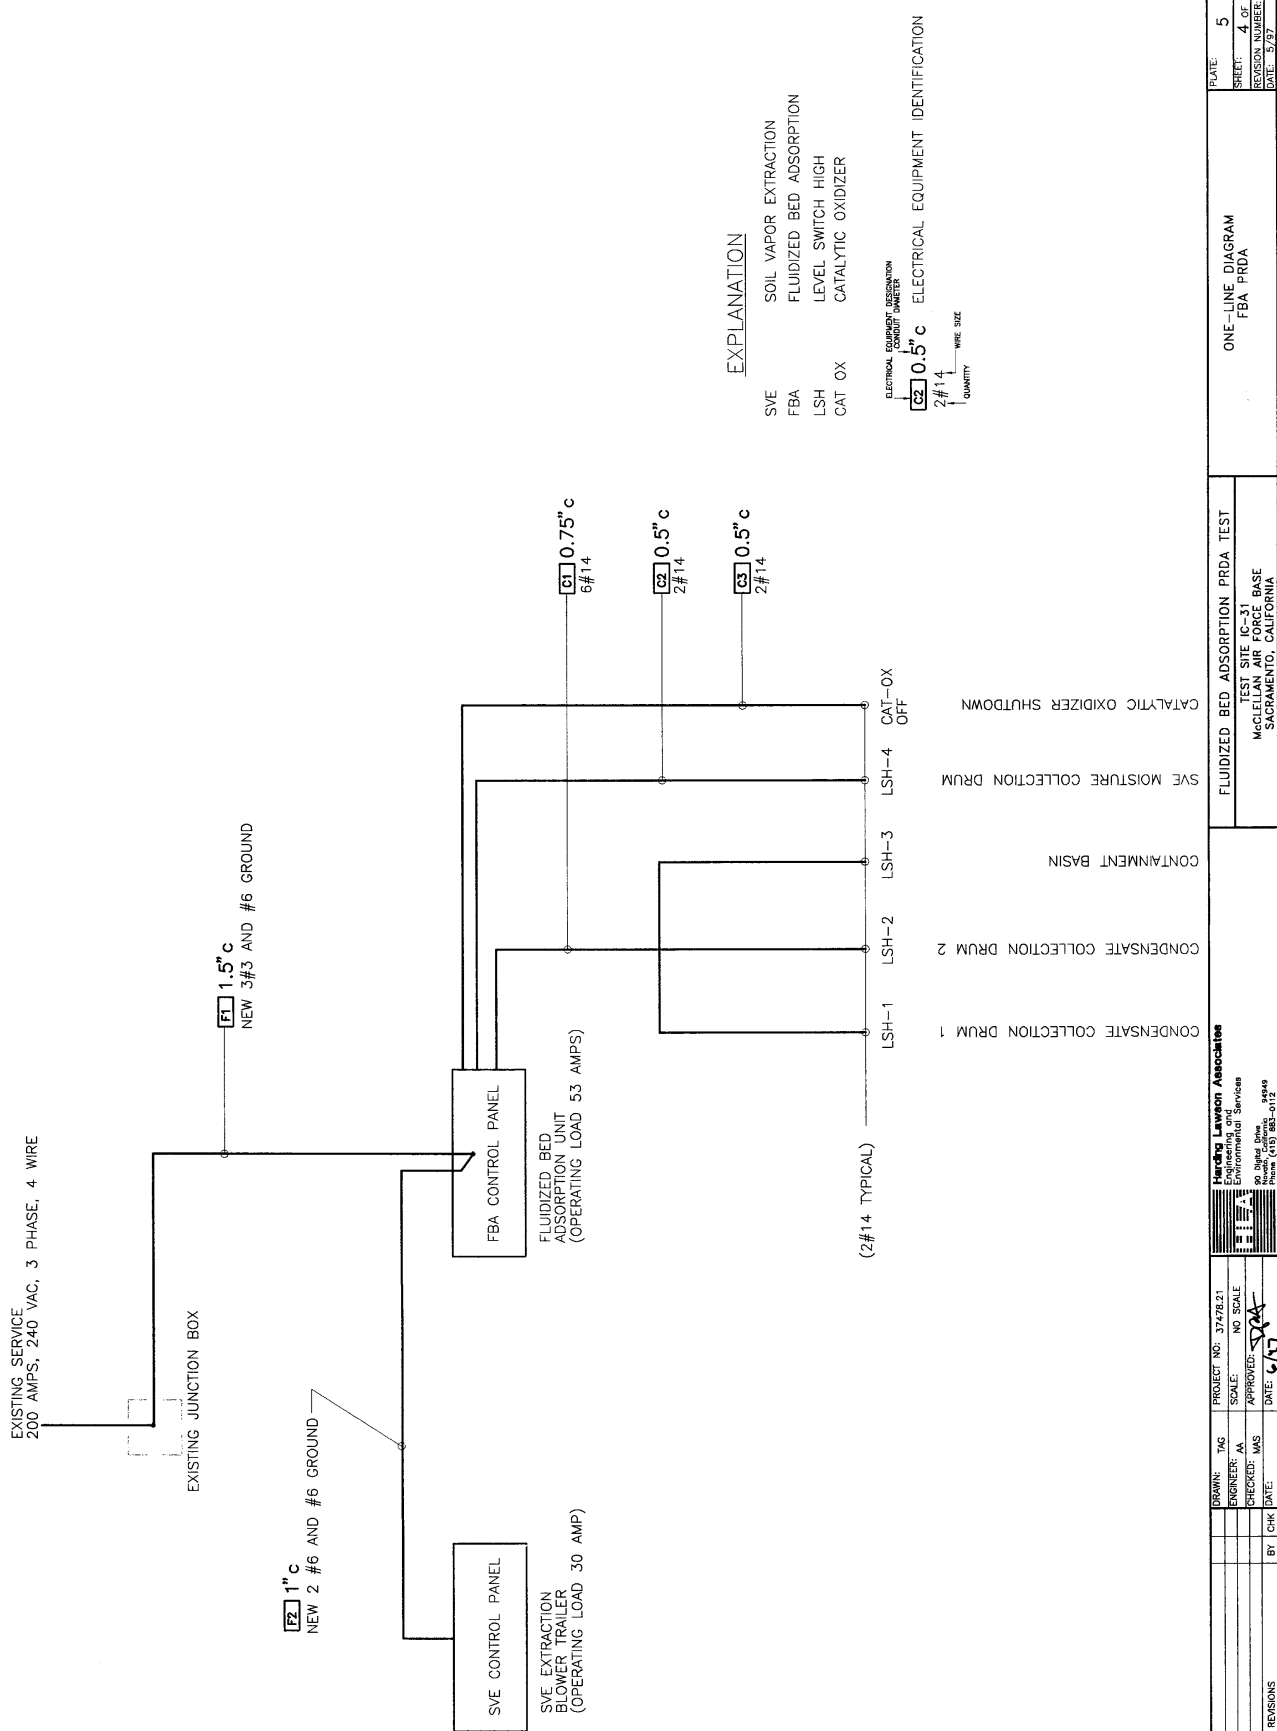 EXISTING SERVICE
200 AMPS, 240 VAC, 3 PHASE, 4 WIRE
EXISTING JUNCTION BOX
F1 1.5" c
NEW 3#3 AND #6 GROUND
F2 1" c
NEW 2 #6 AND #6 GROUND
SVE CONTROL PANEL
SVE EXTRACTION
BLOWER TRAILER
(OPERATING LOAD 30 AMP)
FBA CONTROL PANEL
FLUIDIZED BED
ADSORPTION UNIT
(OPERATING LOAD 53 AMPS)
C1 0.75" c
6#14
C2 0.5" c
2#14
C3 0.5" c
2#14
(2#14 TYPICAL)
LSH-1
LSH-2
LSH-3
LSH-4
CAT-OX
OFF
CONDENSATE COLLECTION DRUM 1
CONDENSATE COLLECTION DRUM 2
CONTAINMENT BASIN
SVE MOISTURE COLLECTION DRUM
CATALYTIC OXIDIZER SHUTDOWN
EXPLANATION
SVE SOIL VAPOR EXTRACTION
FBA FLUIDIZED BED ADSORPTION
LSH LEVEL SWITCH HIGH
CAT OX CATALYTIC OXIDIZER
ELECTRICAL EQUIPMENT DESIGNATION
CONDUIT DIAMETER
C2 0.5" c ELECTRICAL EQUIPMENT IDENTIFICATION
2#14
WIRE SIZE
QUANTITY
REVISIONS BY CHK
DRAWN: TAG
ENGINEER: AA
CHECKED: MAS
DATE:
PROJECT NO: 37478.21
SCALE: NO SCALE
APPROVED:
DATE: 6/97
HLA
Harding Lawson Associates
Engineering and
Environmental Services
90 Digital Drive
Novato, California 94949
Phone (415) 883-0112
FLUIDIZED BED ADSORPTION PRDA TEST
TEST SITE IC-31
McCLELLAN AIR FORCE BASE
SACRAMENTO, CALIFORNIA
ONE-LINE DIAGRAM
FBA PRDA
PLATE: 5
SHEET: 4 OF
REVISION NUMBER:
DATE: 5/97